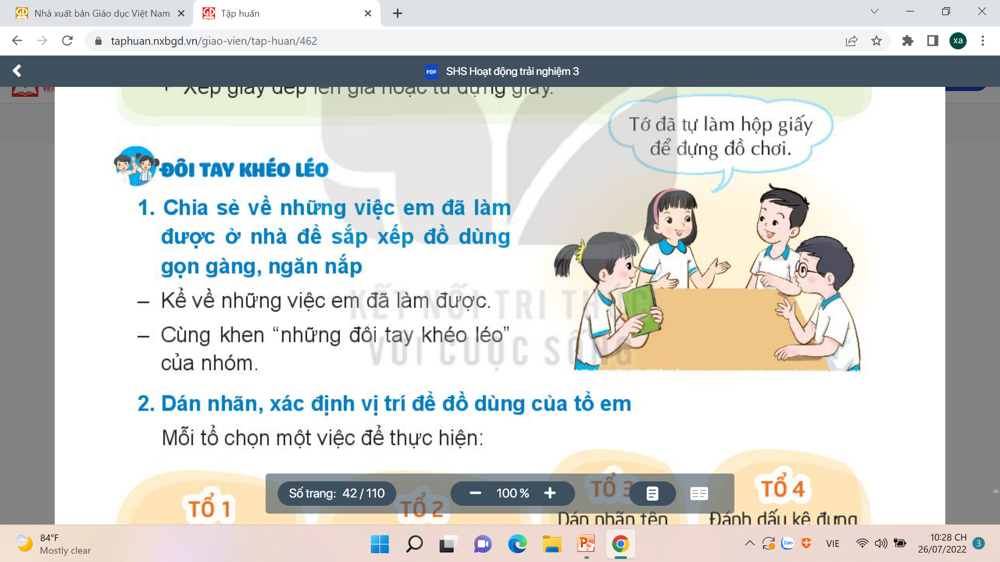 Nhà xuất bản Giáo dục Việt Nam
Tập huấn
taphuan.nxbgd.vn/giao-vien/tap-huan/462
xa
PDF SHS Hoạt động trải nghiệm 3
+ Xếp giày dép lên giá hoặc tủ đựng giày.
Tớ đã tự làm hộp giấy
để đựng đồ chơi.
ĐÔI TAY KHÉO LÉO
1. Chia sẻ về những việc em đã làm
được ở nhà để sắp xếp đồ dùng
gọn gàng, ngăn nắp
– Kể về những việc em đã làm được.
– Cùng khen “những đôi tay khéo léo”
của nhóm.
KẾT NỐI TRI THỨC
VỚI CUỘC SỐNG
2. Dán nhãn, xác định vị trí để đồ dùng của tổ em
Mỗi tổ chọn một việc để thực hiện:
TỔ 1
TỔ 2
TỔ 3
TỔ 4
Dán nhãn tên
Đánh dấu kệ đựng
Số trang: 42 / 110
100 %
84°F
Mostly clear
Zalo
VIE
10:28 CH
26/07/2022
3